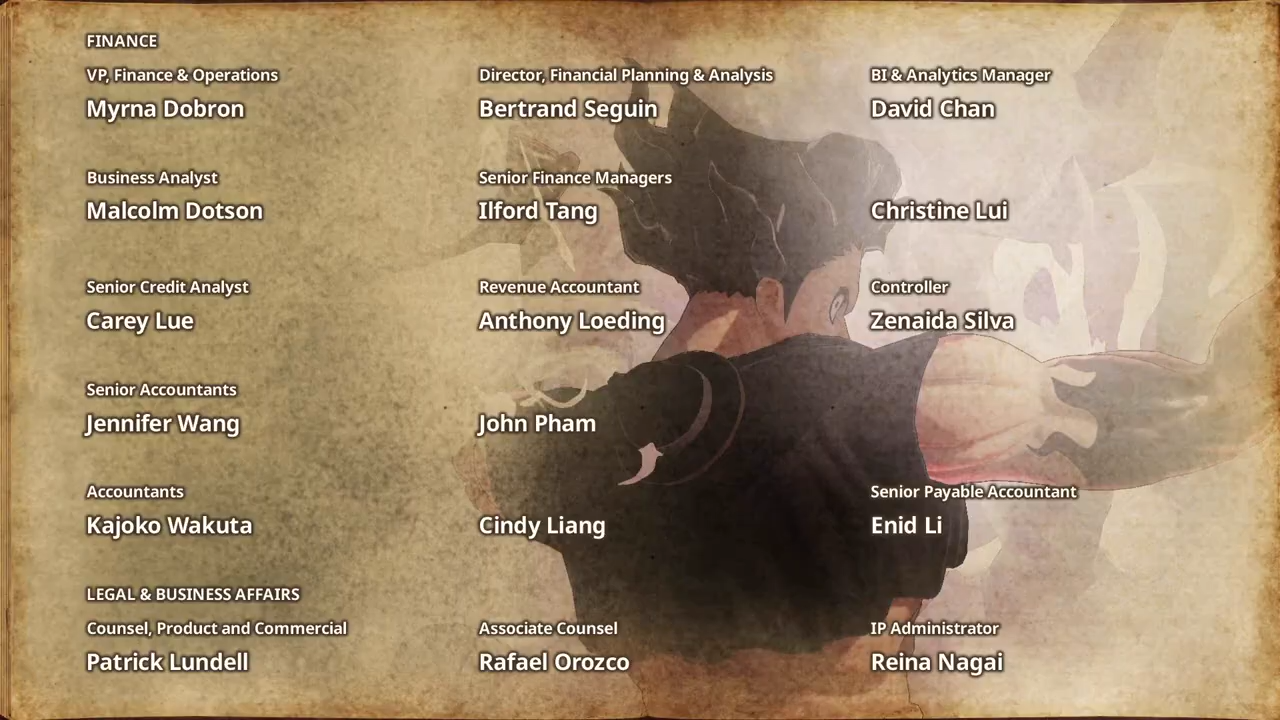 FINANCE
VP, Finance & Operations
Director, Financial Planning & Analysis
BI & Analytics Manager
Myrna Dobron
Bertrand Seguin
David Chan
Business Analyst
Senior Finance Managers
Malcolm Dotson
Ilford Tang
Christine Lui
Senior Credit Analyst
Revenue Accountant
Controller
Carey Lue
Anthony Loeding
Zenaida Silva
Senior Accountants
Jennifer Wang
John Pham
Accountants
Senior Payable Accountant
Kajoko Wakuta
Cindy Liang
Enid Li
LEGAL & BUSINESS AFFAIRS
Counsel, Product and Commercial
Associate Counsel
IP Administrator
Patrick Lundell
Rafael Orozco
Reina Nagai